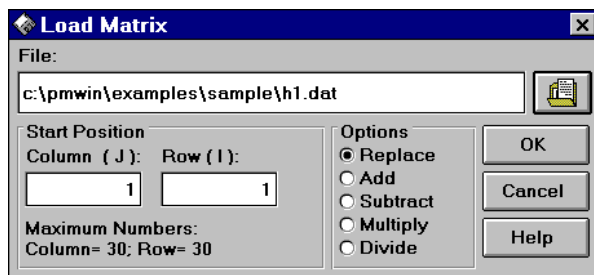 Load Matrix
File:
c:\pmwin\examples\sample\h1.dat
Start Position
Column ( J ): Row ( I ):
1 1
Maximum Numbers:
Column= 30; Row= 30
Options
Replace
Add
Subtract
Multiply
Divide
OK
Cancel
Help